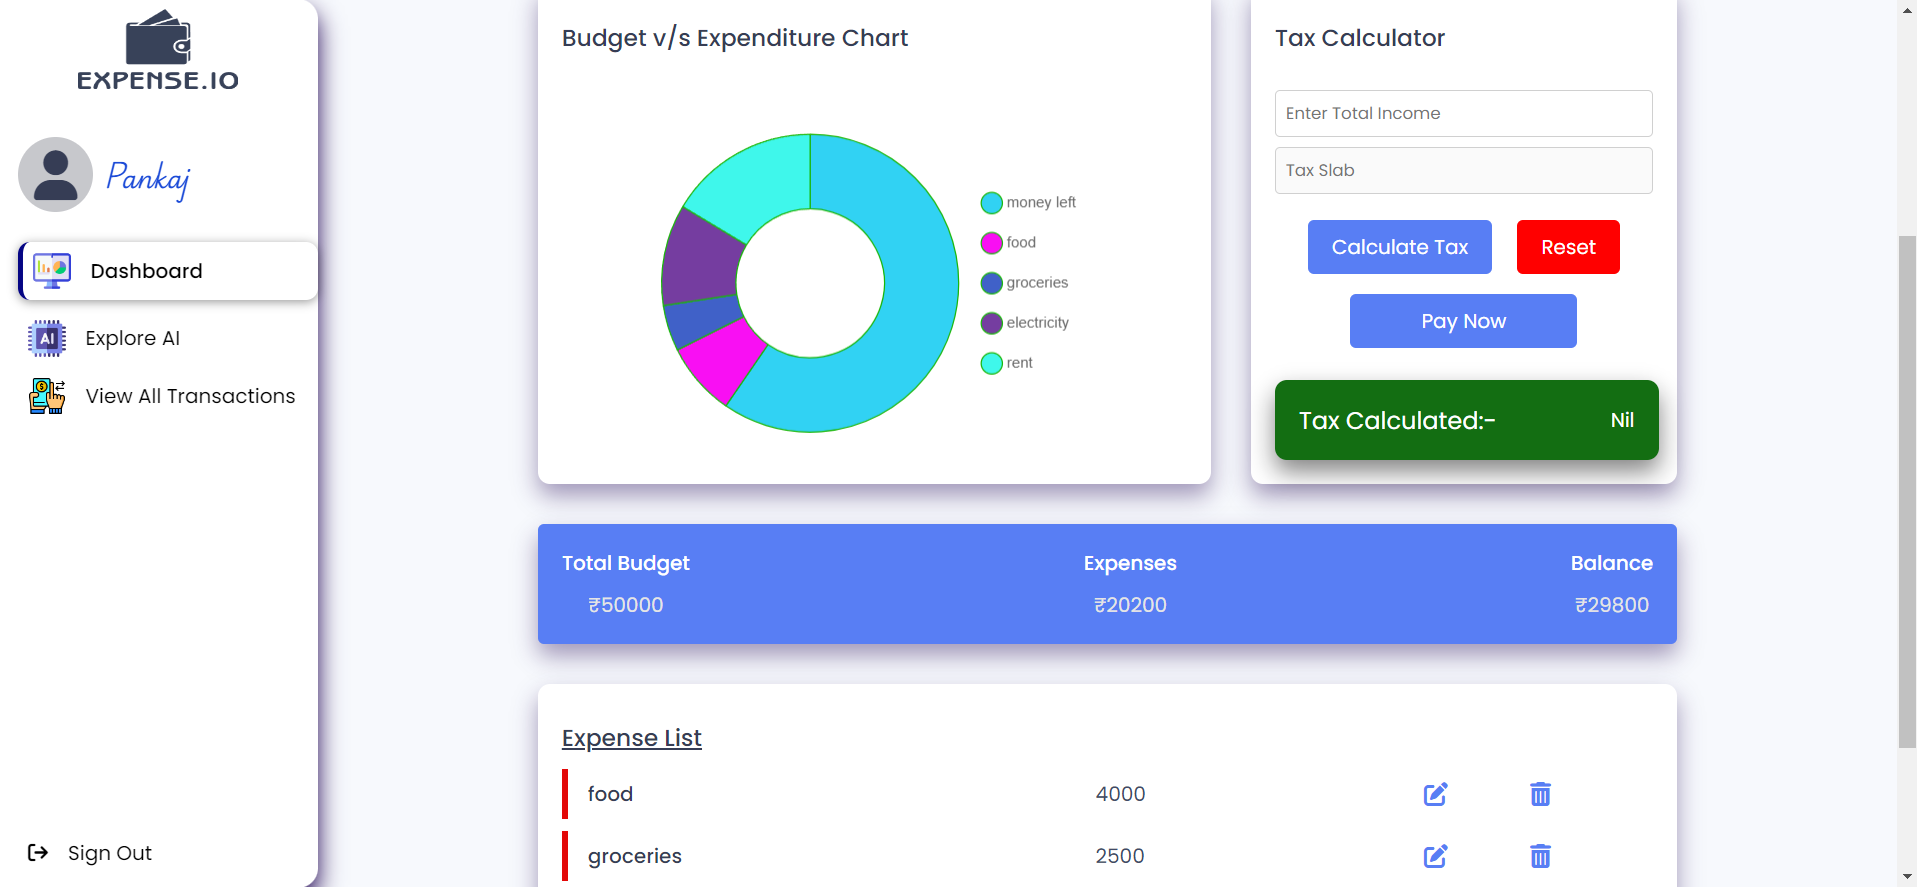 EXPENSE.IO
Pankaj
Dashboard
AI
Explore AI
View All Transactions
Sign Out
Budget v/s Expenditure Chart
money left
food
groceries
electricity
rent
Tax Calculator
Enter Total Income
Tax Slab
Calculate Tax
Reset
Pay Now
Tax Calculated:- Nil
Total Budget Expenses Balance
₹50000 ₹20200 ₹29800
Expense List
food 4000
groceries 2500